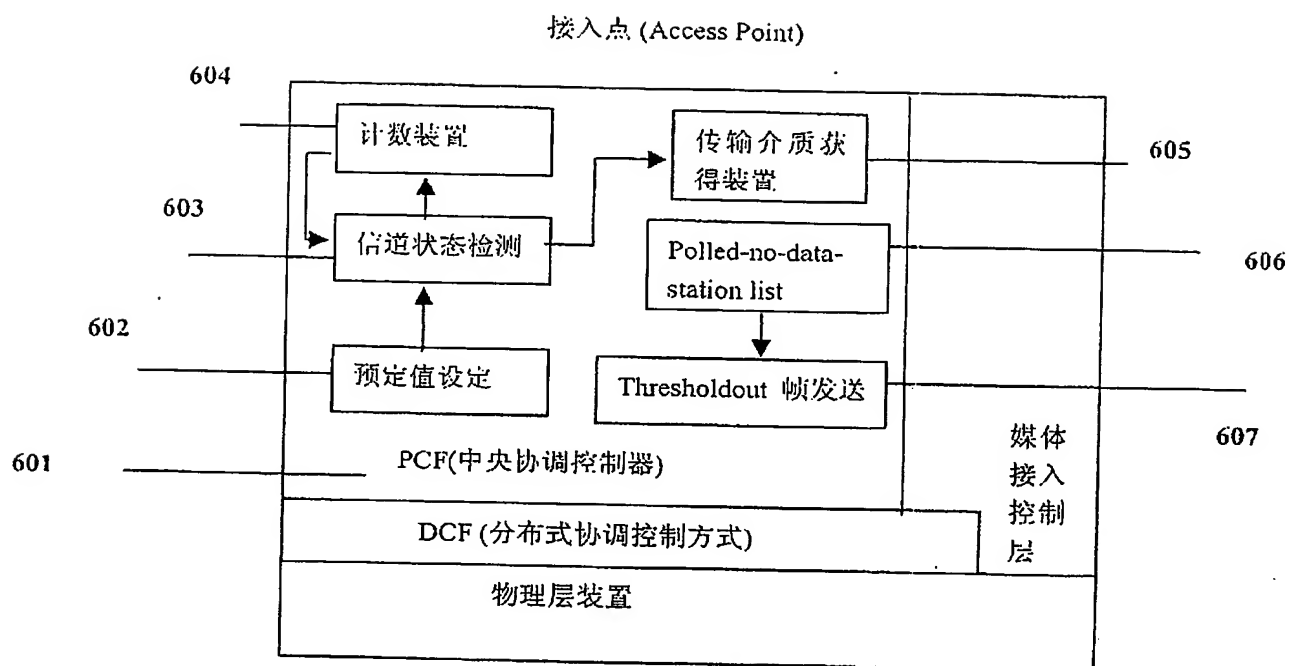 接入点 (Access Point)
604
计数装置
传输介质获
得装置
605
603
信道状态检测
Polled-no-data-
station list
606
602
预定值设定
Thresholdout 帧发送
607
601
PCF(中央协调控制器)
媒体
接入
控制
层
DCF (分布式协调控制方式)
物理层装置